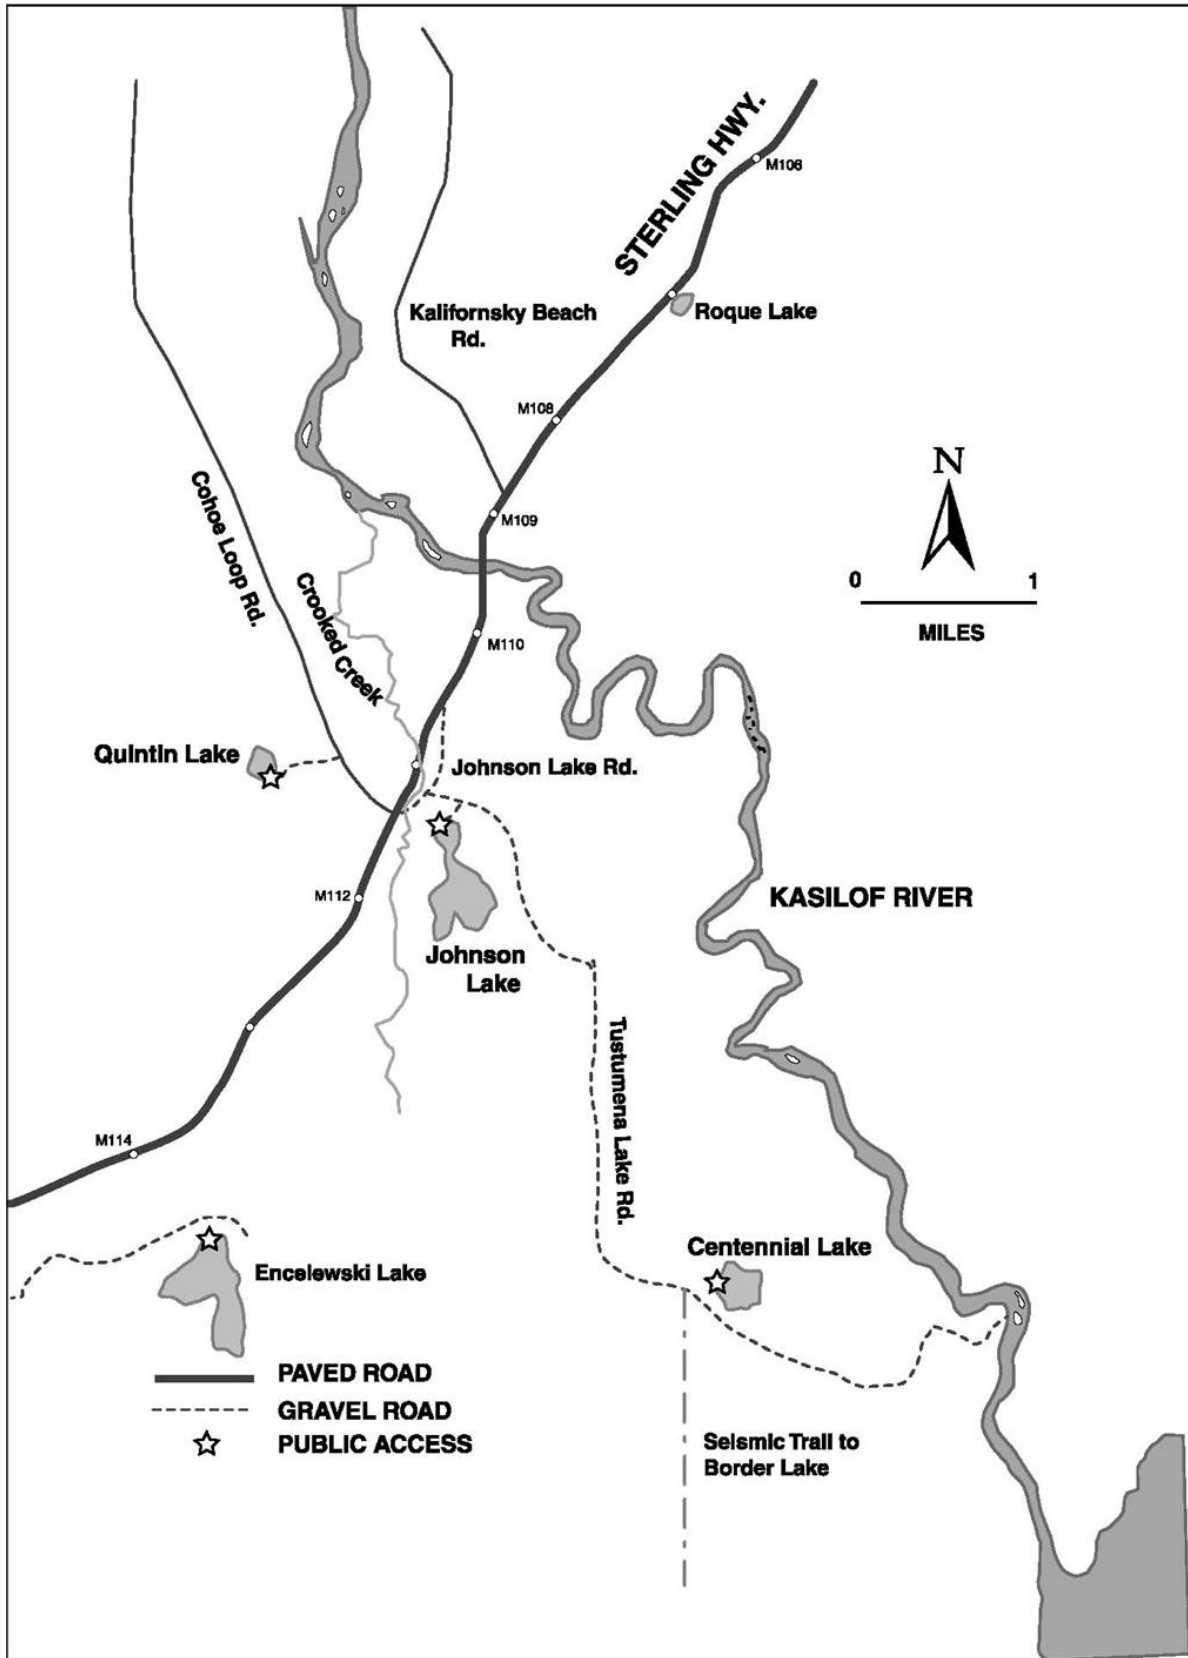 STERLING HWY.
M106
Roque Lake
Kalifornsky Beach
Rd.
M108
N
Cohoe Loop Rd.
M109
0 1
MILES
Crooked Creek
M110
Quintin Lake
Johnson Lake Rd.
M112
KASILOF RIVER
Johnson
Lake
Tustumena Lake Rd.
M114
Centennial Lake
Encelewski Lake
PAVED ROAD
GRAVEL ROAD
PUBLIC ACCESS
Seismic Trail to
Border Lake